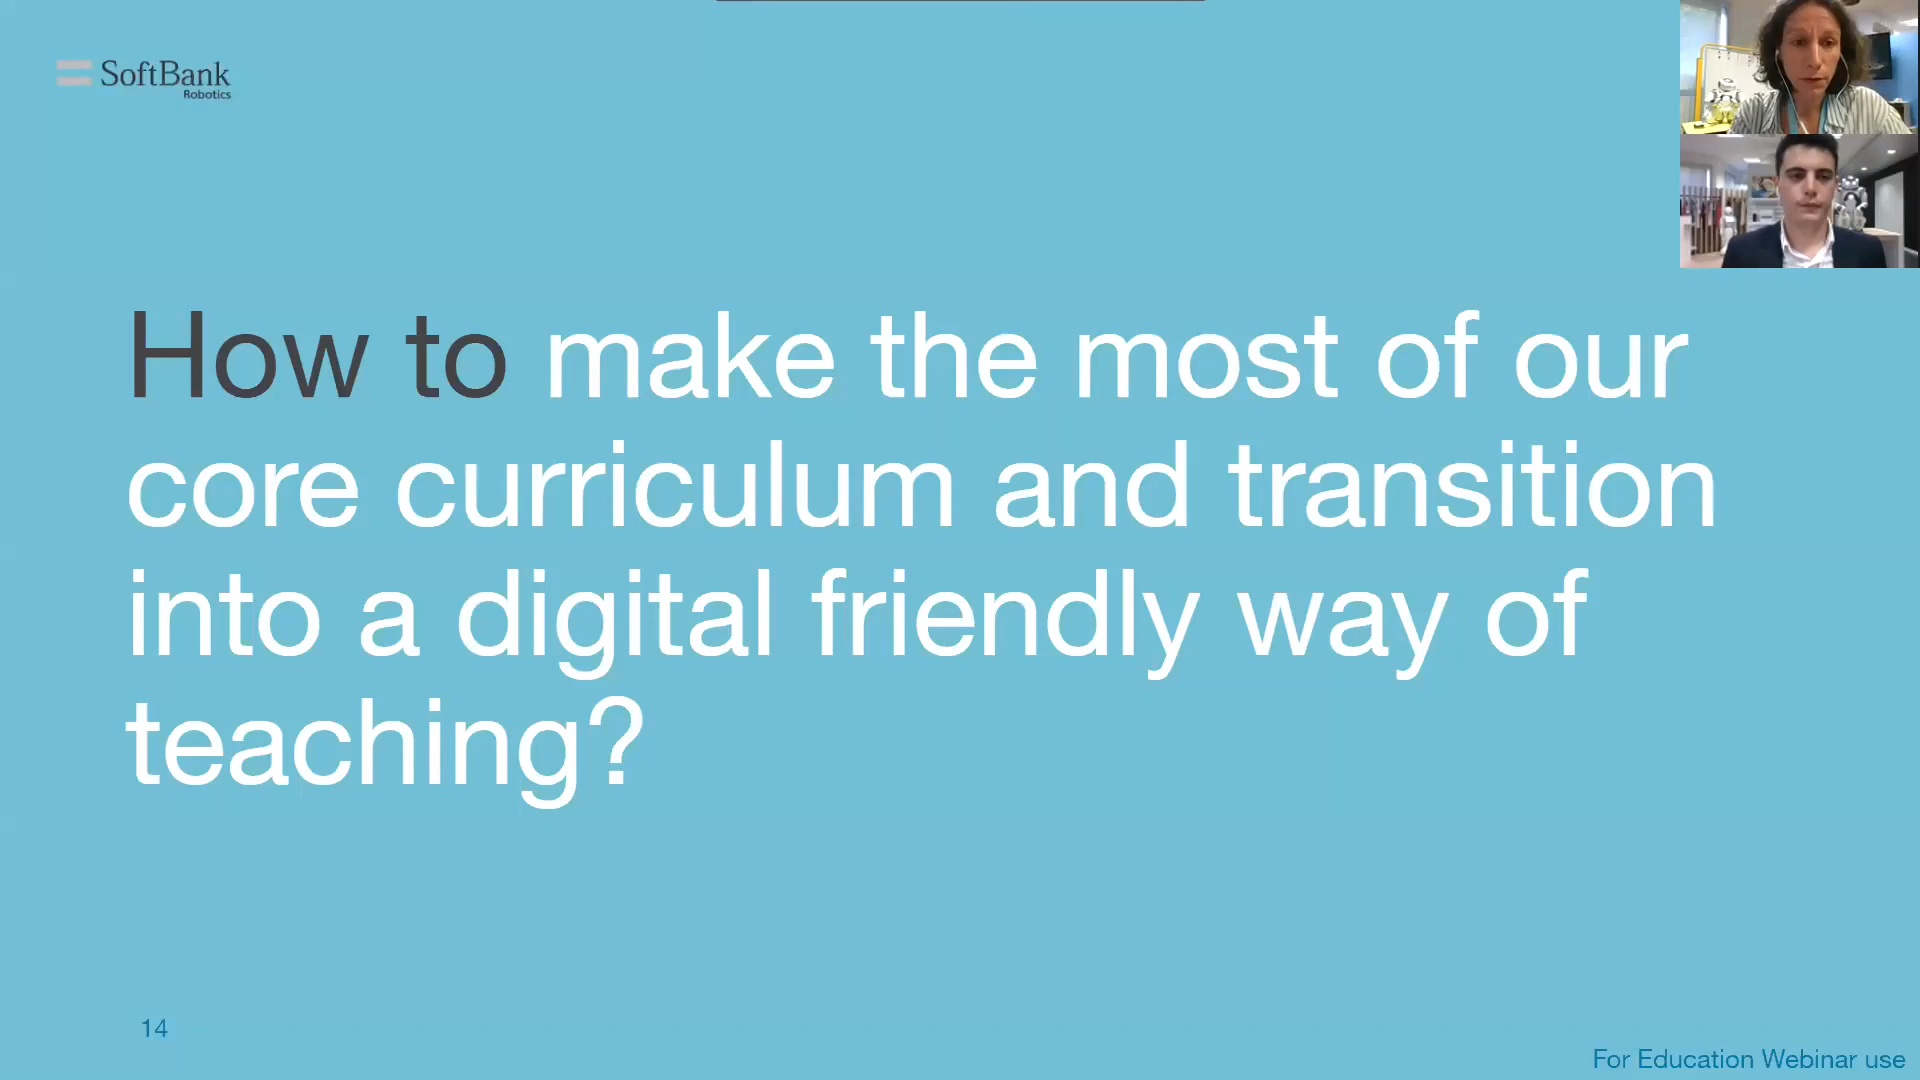 SoftBank
Robotics
How to make the most of our
core curriculum and transition
into a digital friendly way of
teaching?
14
For Education Webinar use